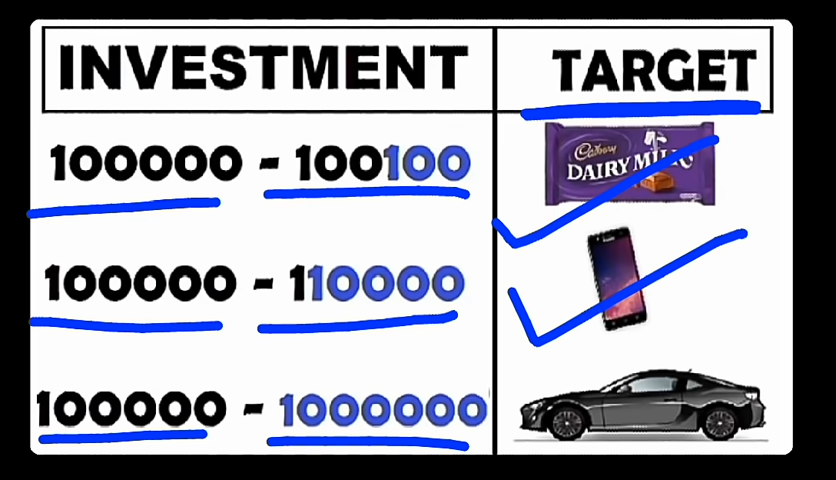 INVESTMENT TARGET
100000 - 100100
Cadbury
DAIRY MILK
100000 - 110000
100000 - 1000000